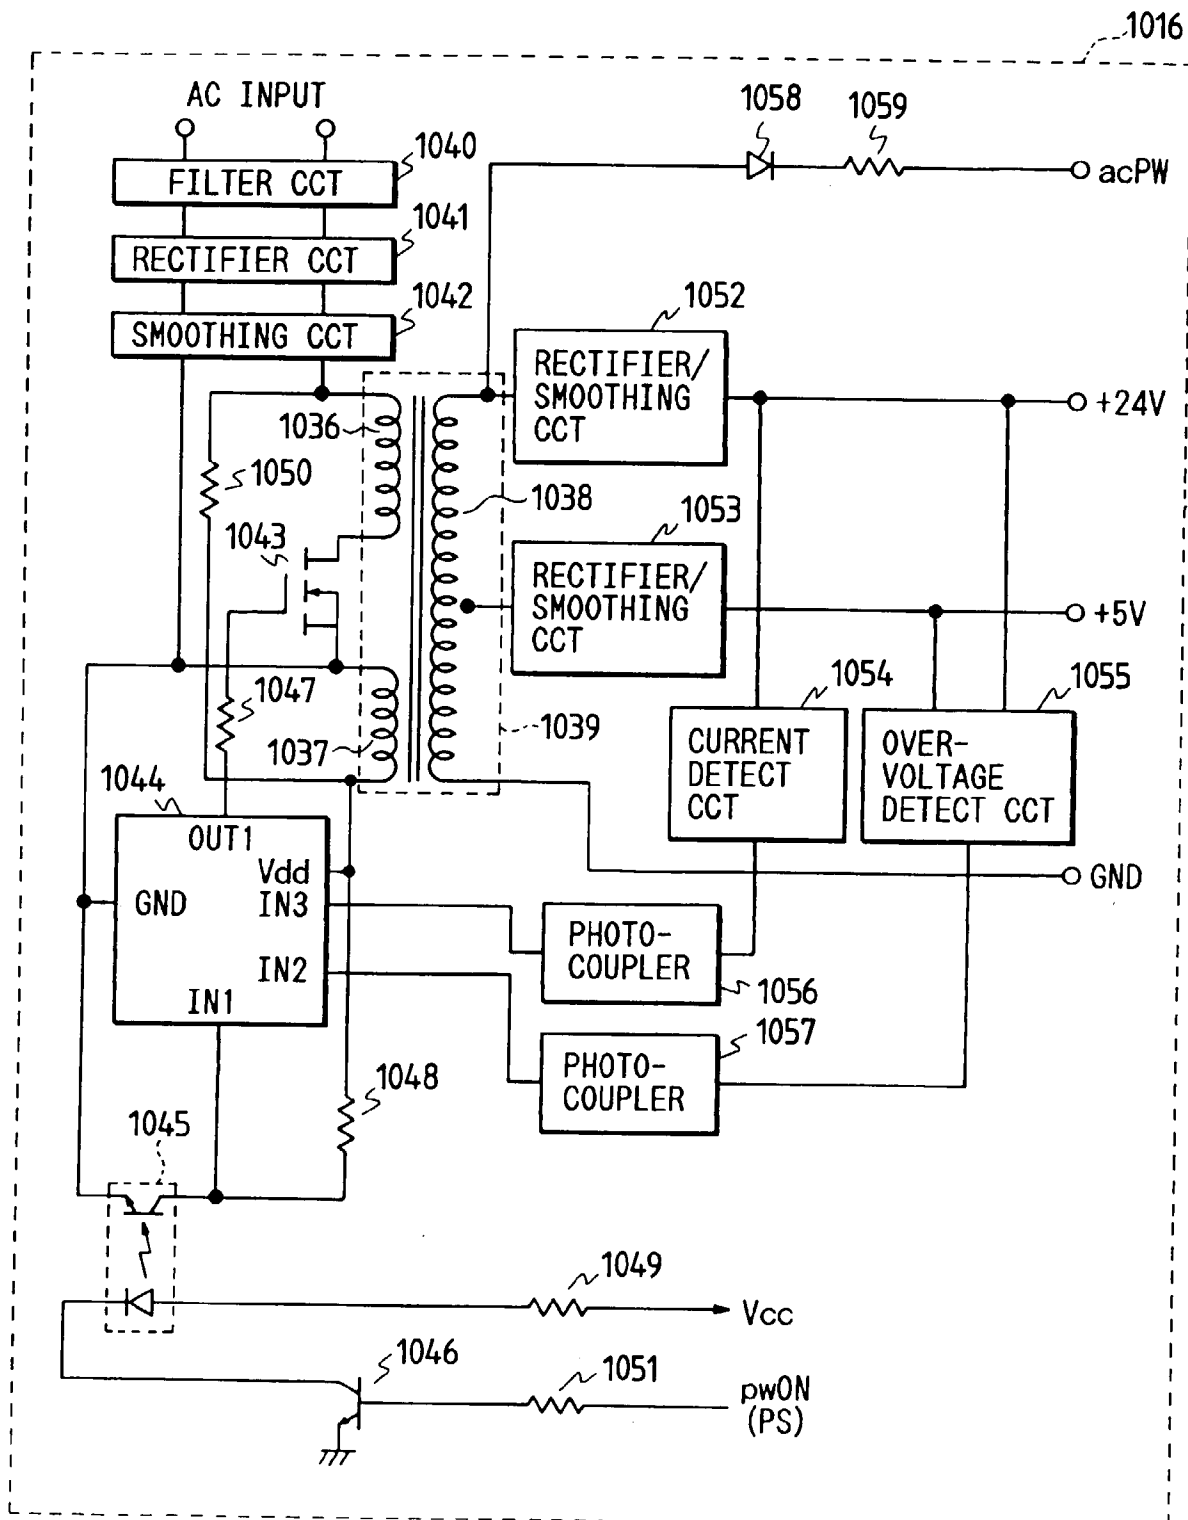 1016
AC INPUT
1058
1059
1040
FILTER CCT
acPW
1041
RECTIFIER CCT
1042
SMOOTHING CCT
1052
RECTIFIER/
SMOOTHING
CCT
+24V
1036
1050
1038
1053
1043
RECTIFIER/
SMOOTHING
CCT
+5V
1047
1054
1055
1037
1039
CURRENT
DETECT
CCT
OVER-
VOLTAGE
DETECT CCT
1044
OUT1
Vdd
GND
IN3
IN2
IN1
GND
PHOTO-
COUPLER
1056
1057
PHOTO-
COUPLER
1048
1045
1049
Vcc
1046
1051
pwON
(PS)